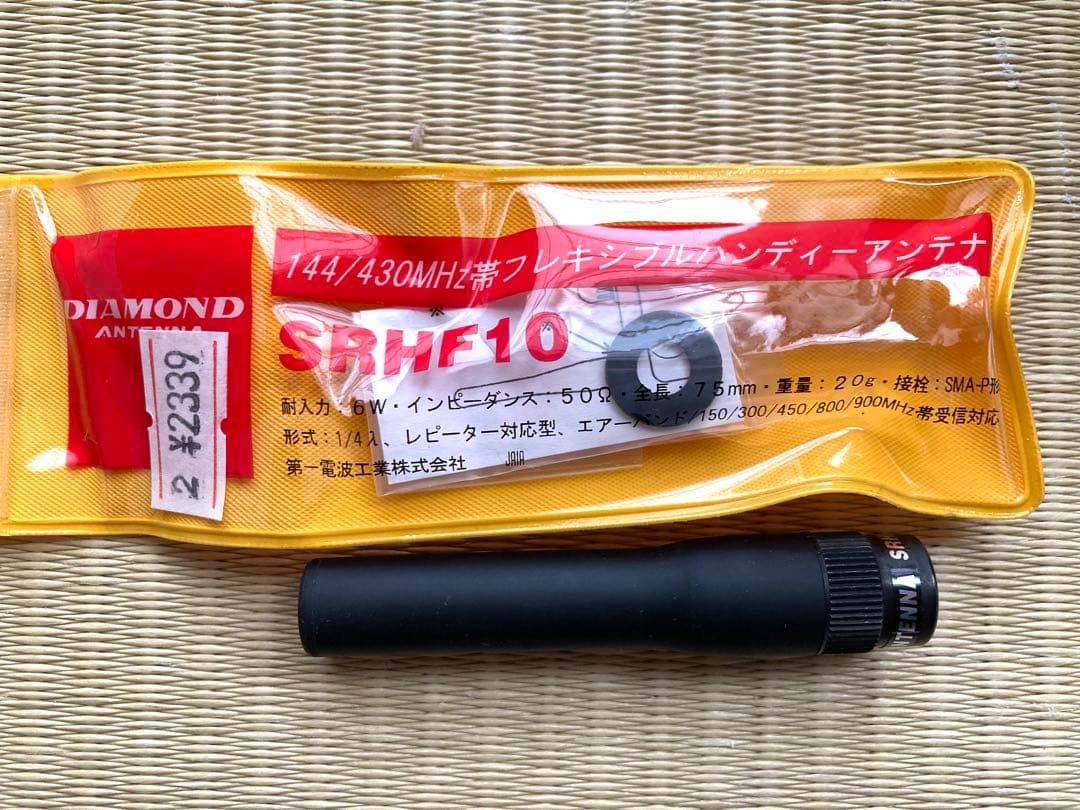 144/430MHz帯フレキシブルハンディーアンテナ
DIAMOND
ANTENNA
※
SRHF10
※
耐入力:6W・インピーダンス:50Ω・全長:75mm・重量:20g・接栓:SMA-P形
形式:1/4λ、レピーター対応型、エアーバンド/150/300/450/800/900MHz帯受信対応
第一電波工業株式会社 JAIA
2 ¥2339
TENNA SR